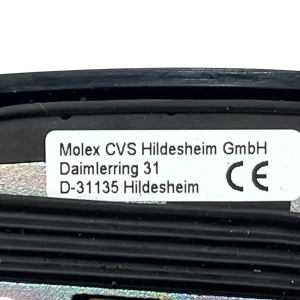 Molex CVS Hildesheim GmbH
Daimlerring 31
D-31135 Hildesheim CE